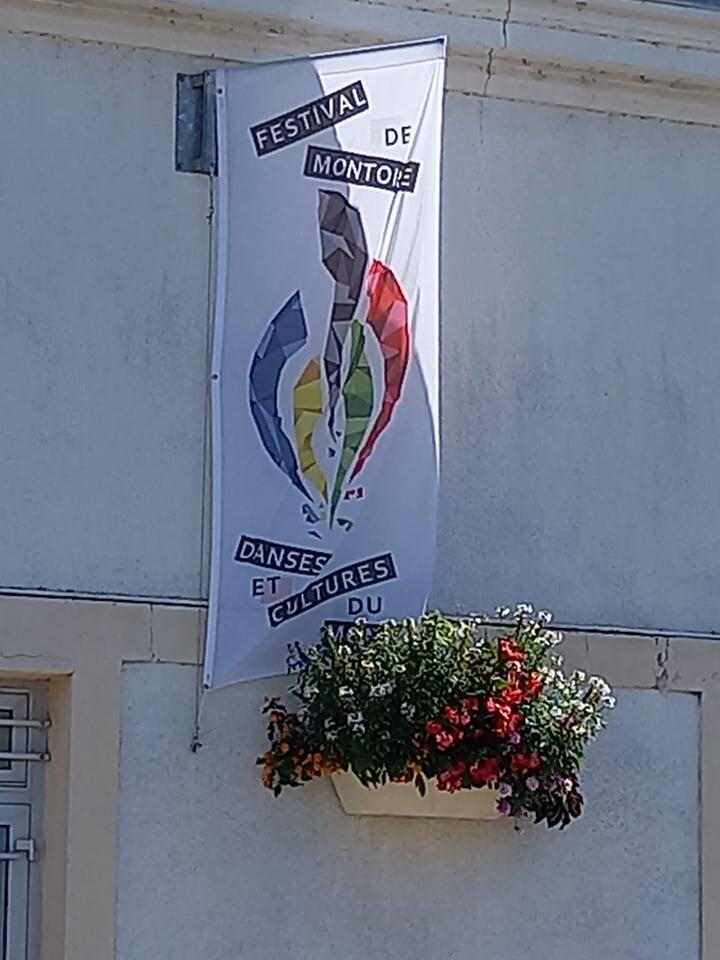 FESTIVAL
DE
MONTOIRE
DANSES
ET
CULTURES
DU